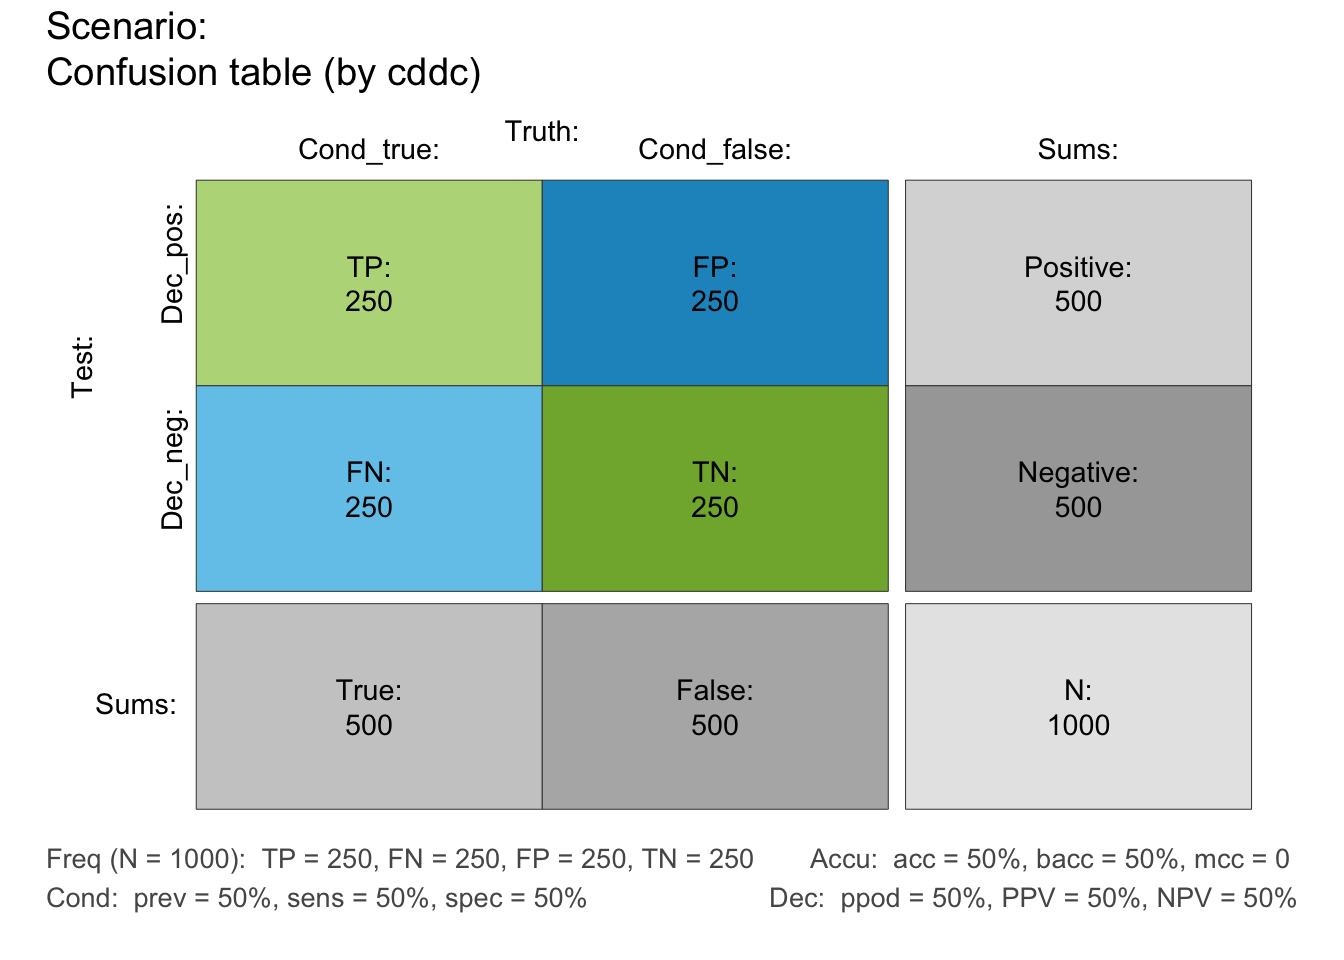 Scenario:
Confusion table (by cddc)
Truth:
Cond_true:
Cond_false:
Sums:
Test:
Dec_pos:
TP:
250
FP:
250
Positive:
500
Dec_neg:
FN:
250
TN:
250
Negative:
500
Sums:
True:
500
False:
500
N:
1000
Freq (N = 1000):  TP = 250, FN = 250, FP = 250, TN = 250
Accu:  acc = 50%, bacc = 50%, mcc = 0
Cond:  prev = 50%, sens = 50%, spec = 50%
Dec:  ppod = 50%, PPV = 50%, NPV = 50%